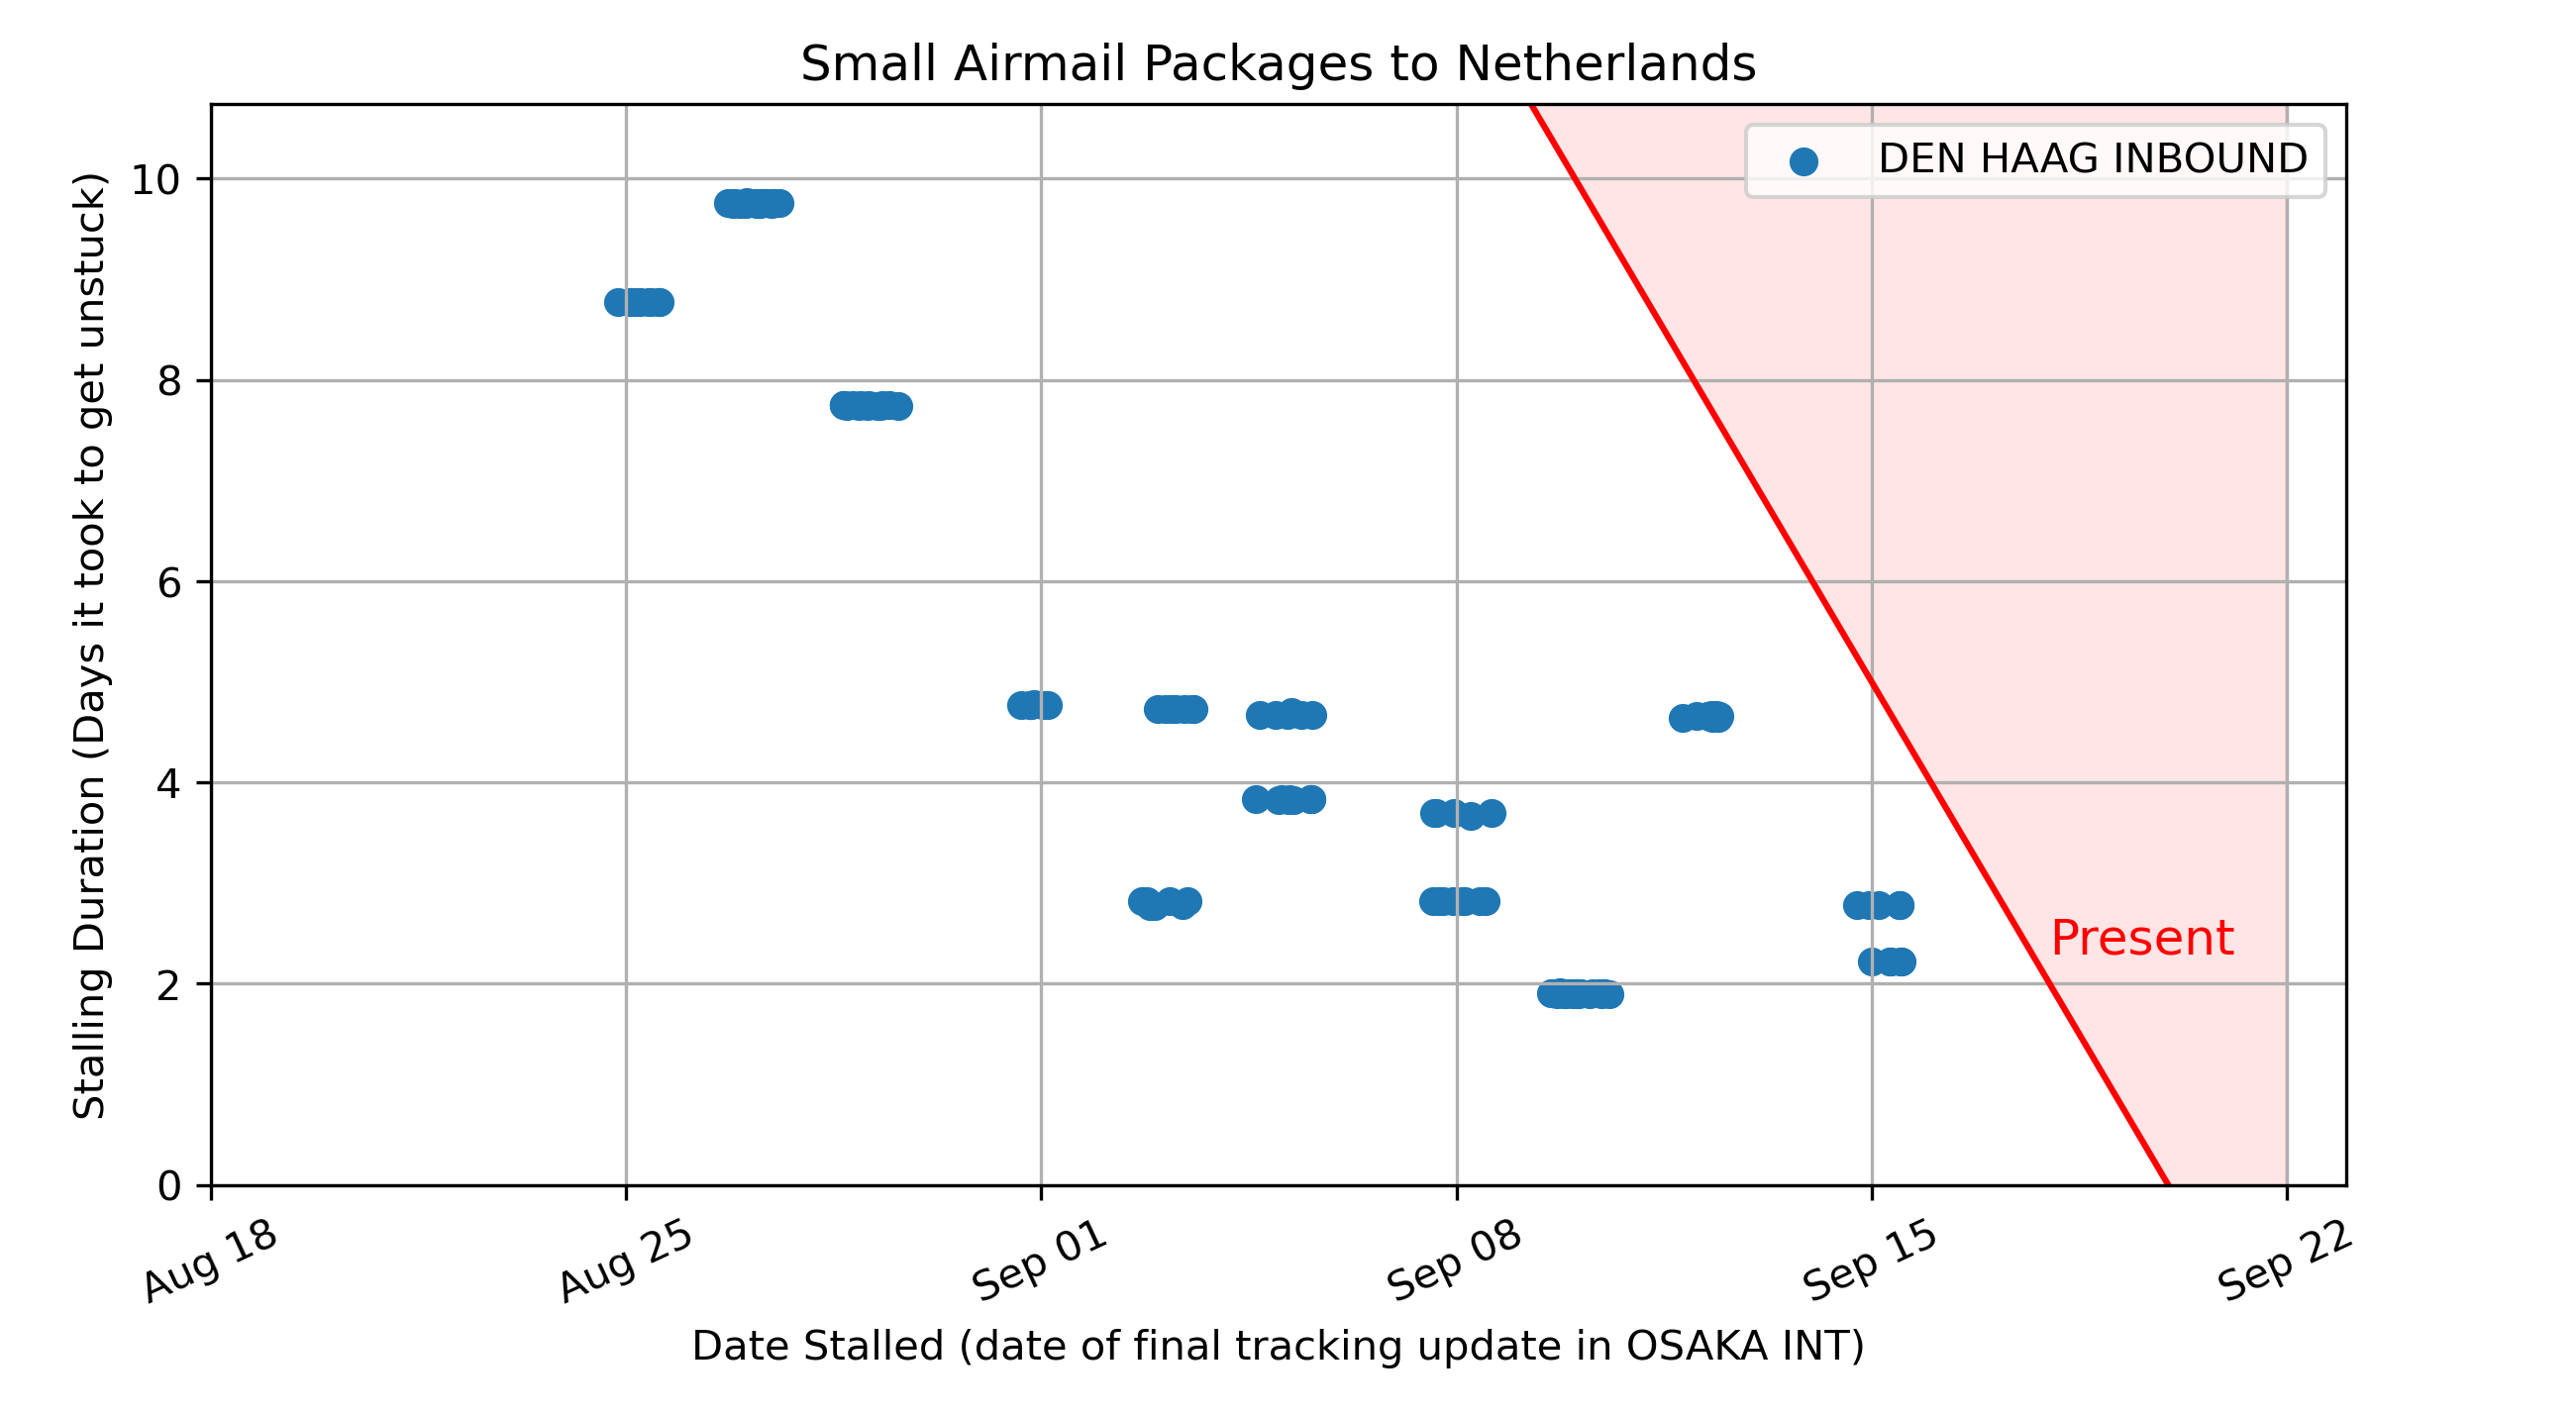 Small Airmail Packages to Netherlands
DEN HAAG INBOUND
Stalling Duration (Days it took to get unstuck)
10
8
6
4
2
0
Present
Aug 18
Aug 25
Sep 01
Sep 08
Sep 15
Sep 22
Date Stalled (date of final tracking update in OSAKA INT)